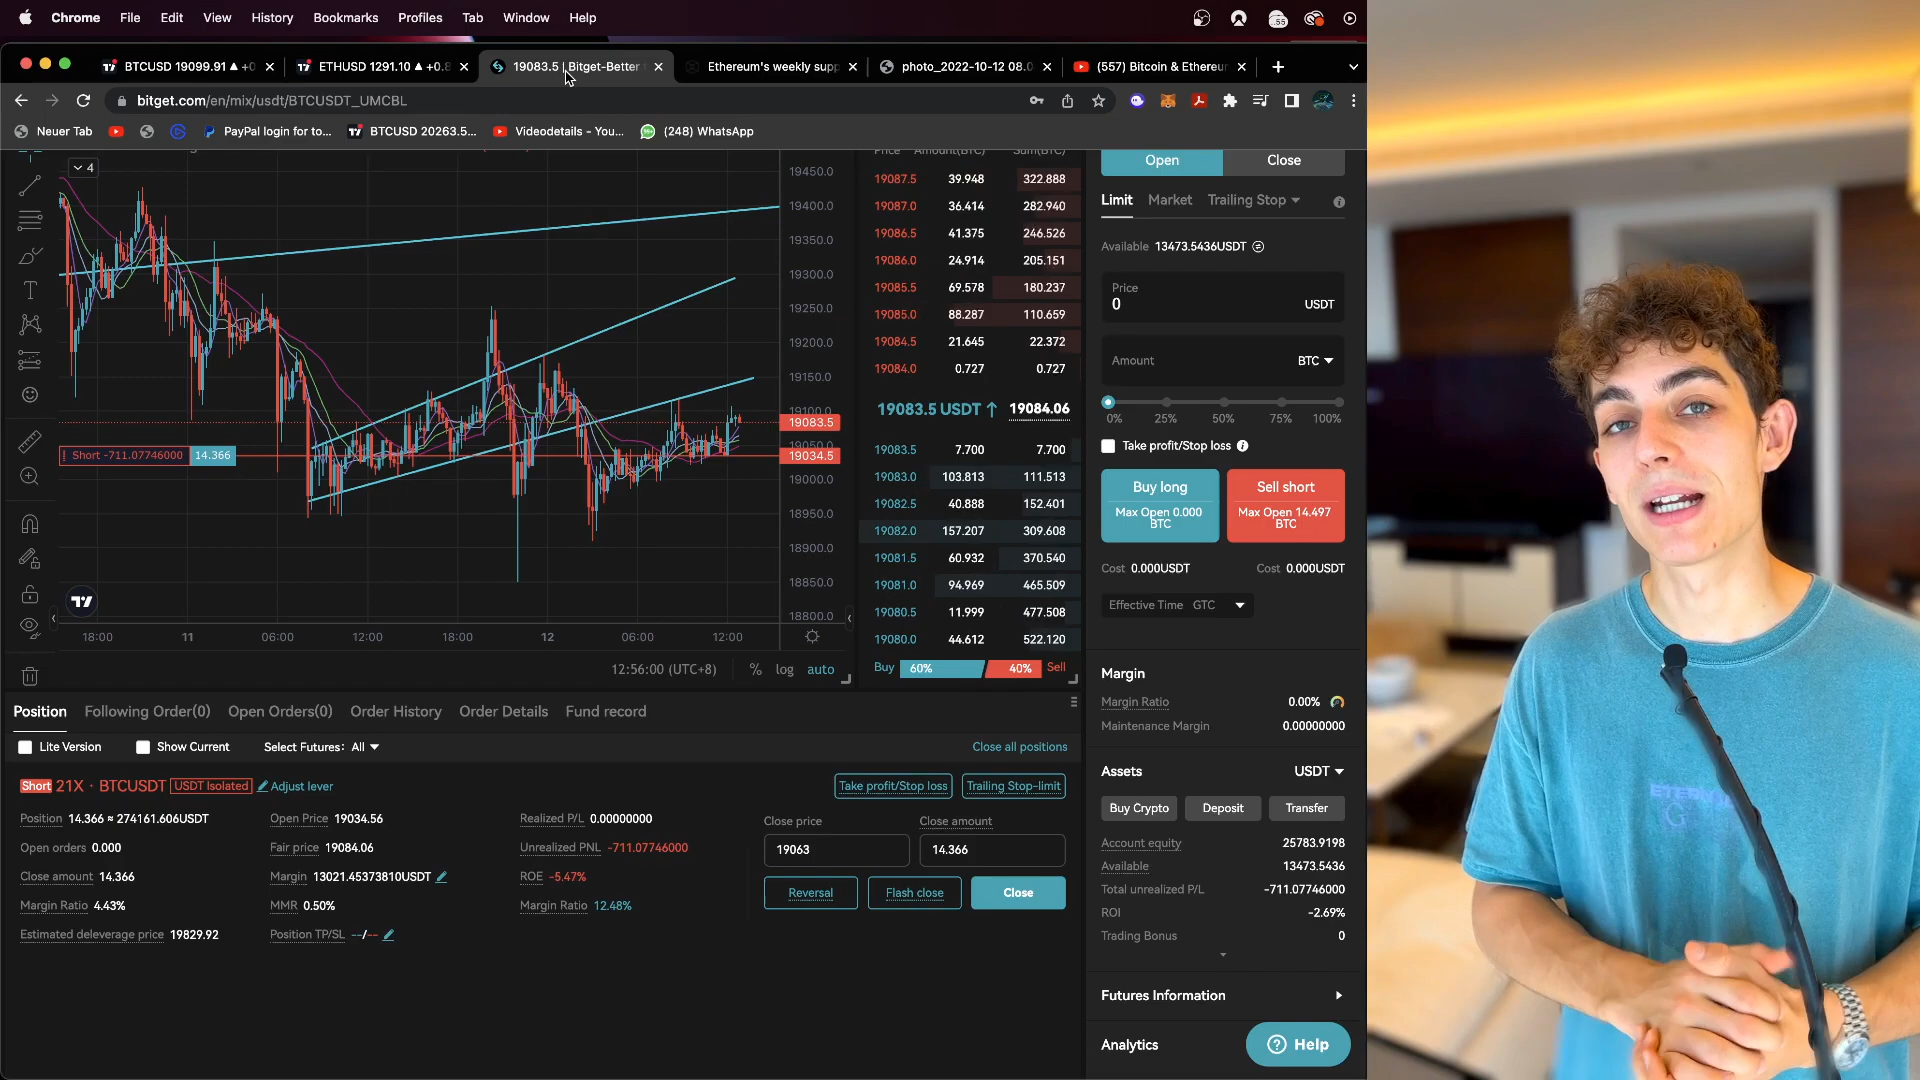 Chrome File Edit View History Bookmarks Profiles Tab Window Help
.55
BTCUSD 19099.91 ▲ +0
ETHUSD 1291.10 ▲ +0.8
19083.5 | Bitget-Better
Ethereum's weekly supp
photo_2022-10-12 08.0
(557) Bitcoin & Ethereu
bitget.com/en/mix/usdt/BTCUSDT_UMCBL
Neuer Tab
PayPal login for to...
BTCUSD 20263.5...
Videodetails – You...
(248) WhatsApp
4
19450.0
19400.0
19350.0
19300.0
19250.0
19200.0
19150.0
19100.0
19083.5
19050.0
19034.5
19000.0
18950.0
18900.0
18850.0
18800.0
Short -711.07746000 14.366
18:00 11 06:00 12:00 18:00 12 06:00 12:00
12:56:00 (UTC+8) % log auto
Price Amount(BTC) Sum(BTC)
19087.5 39.948 322.888
19087.0 36.414 282.940
19086.5 41.375 246.526
19086.0 24.914 205.151
19085.5 69.578 180.237
19085.0 88.287 110.659
19084.5 21.645 22.372
19084.0 0.727 0.727
19083.5 USDT ↑ 19084.06
19083.5 7.700 7.700
19083.0 103.813 111.513
19082.5 40.888 152.401
19082.0 157.207 309.608
19081.5 60.932 370.540
19081.0 94.969 465.509
19080.5 11.999 477.508
19080.0 44.612 522.120
Buy 60% 40% Sell
Open Close
Limit Market Trailing Stop
Available 13473.5436USDT
Price
0 USDT
Amount BTC
0% 25% 50% 75% 100%
Take profit/Stop loss
Buy long
Max Open 0.000
BTC
Sell short
Max Open 14.497
BTC
Cost 0.000USDT Cost 0.000USDT
Effective Time GTC
Margin
Margin Ratio 0.00%
Maintenance Margin 0.00000000
Assets USDT
Buy Crypto Deposit Transfer
Account equity 25783.9198
Available 13473.5436
Total unrealized P/L -711.07746000
ROI -2.69%
Trading Bonus 0
Futures Information
Analytics
Help
Position Following Order(0) Open Orders(0) Order History Order Details Fund record
Lite Version Show Current Select Futures: All Close all positions
Short 21X · BTCUSDT USDT Isolated Adjust lever Take profit/Stop loss Trailing Stop-limit
Position 14.366 ≈ 274161.606USDT Open Price 19034.56 Realized P/L 0.00000000
Open orders 0.000 Fair price 19084.06 Unrealized PNL -711.07746000
Close amount 14.366 Margin 13021.45373810USDT ROE -5.47%
Margin Ratio 4.43% MMR 0.50% Margin Ratio 12.48%
Estimated deleverage price 19829.92 Position TP/SL --/--
Close price Close amount
19063 14.366
Reversal Flash close Close